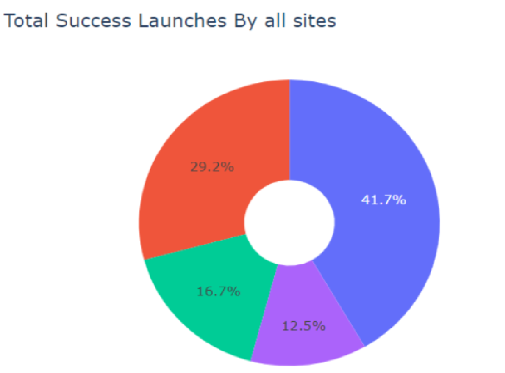 Total Success Launches By all sites
29.2%
41.7%
16.7%
12.5%